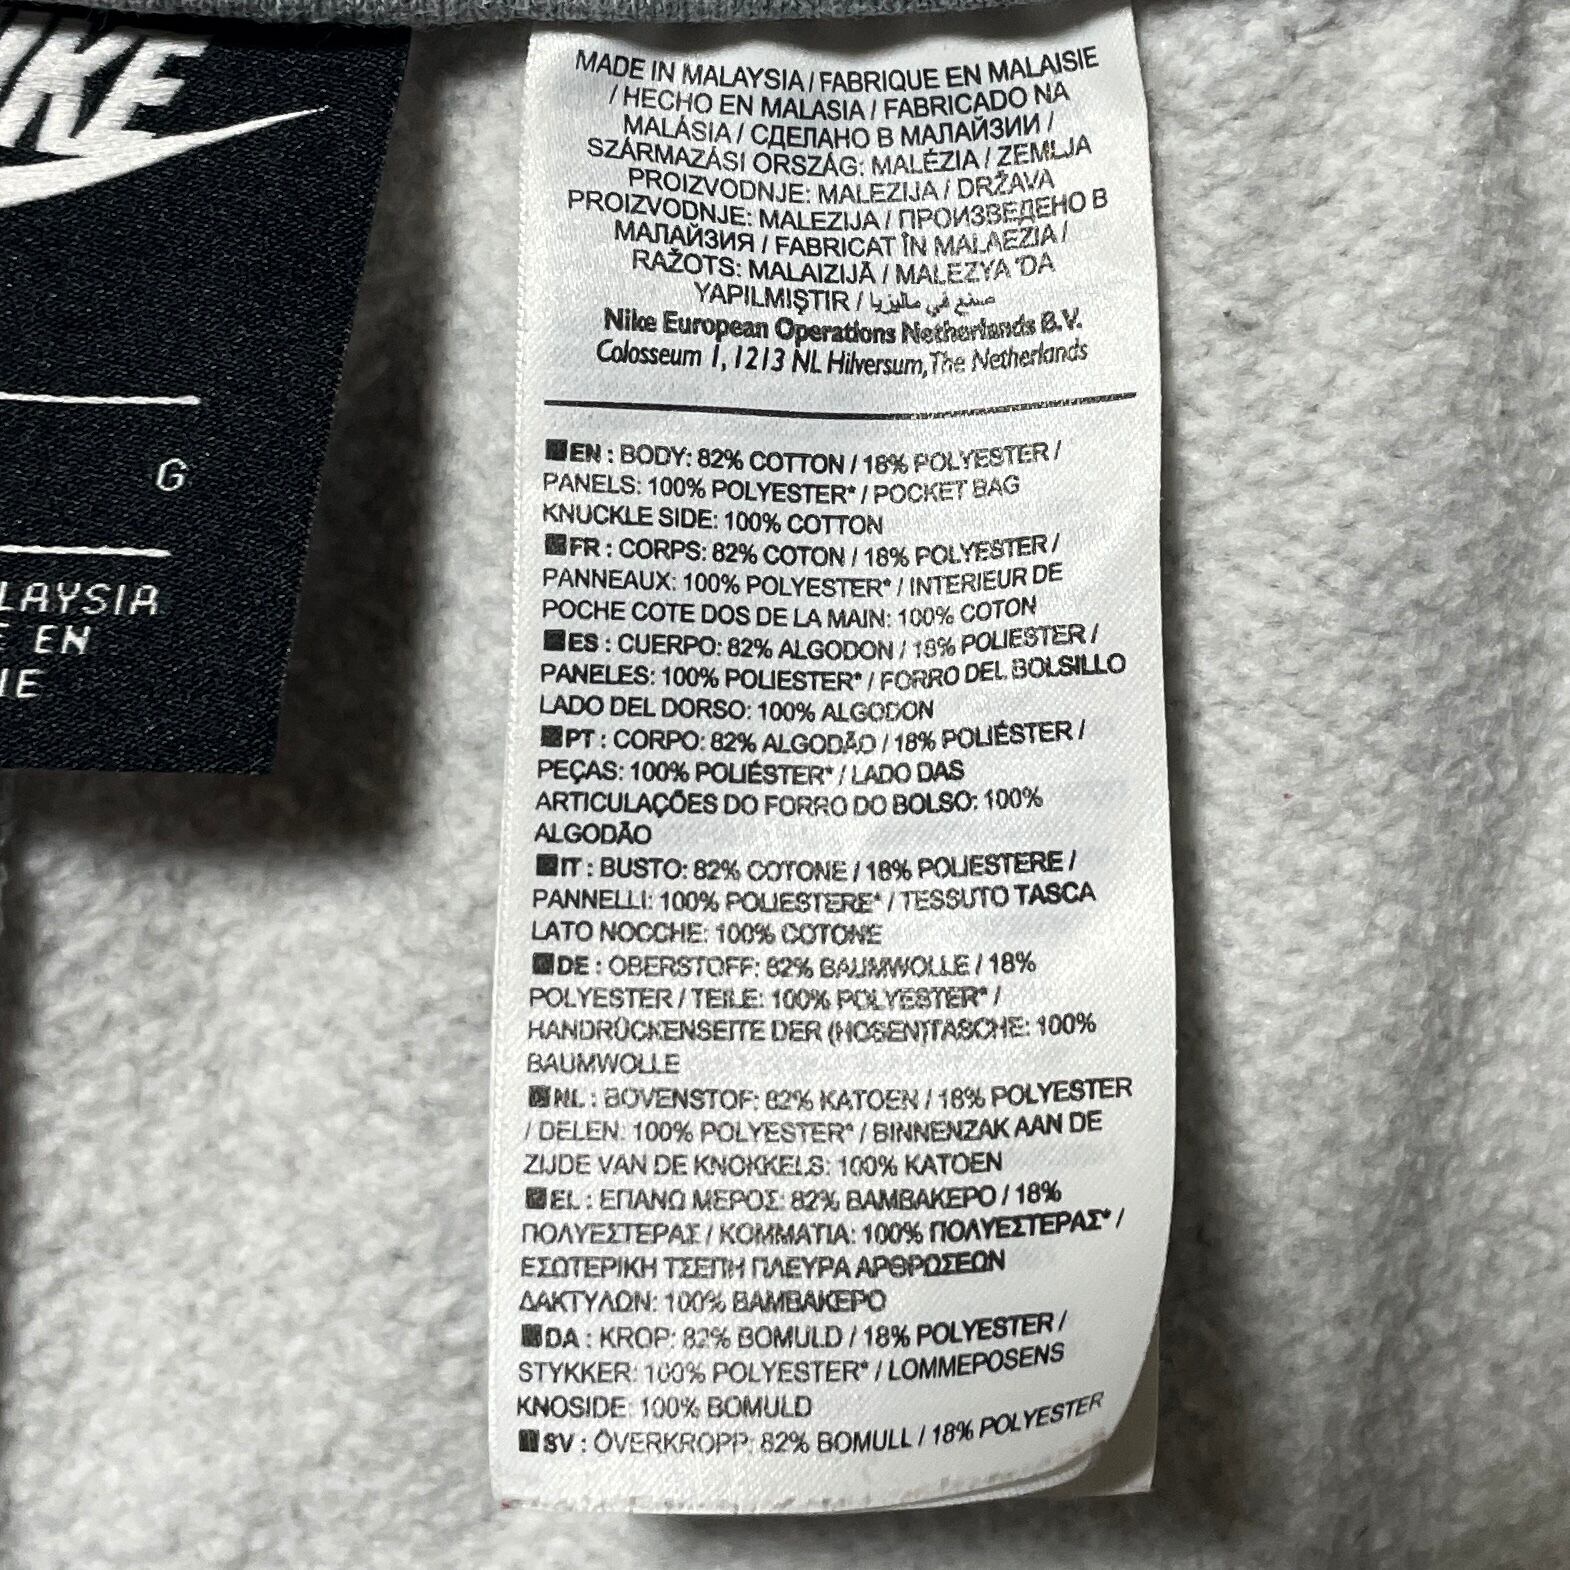 MADE IN MALAYSIA / FABRIQUE EN MALAISIE
/ HECHO EN MALASIA / FABRICADO NA
MALÁSIA / СДЕЛАНО В МАЛАЙЗИИ /
SZÁRMAZÁSI ORSZÁG: MALÉZIA / ZEMLJA
PROIZVODNJE: MALEZIJA / DRŽAVA
PROIZVODNJE: MALEZIJA / ПРОИЗВЕДЕНО В
МАЛАЙЗИЯ / FABRICAT ÎN MALAEZIA /
RAŽOTS: MALAIZIJĀ / MALEZYA 'DA
YAPILMIŞTIR / صنع في ماليزيا
Nike European Operations Netherlands B.V.
Colosseum 1, 1213 NL Hilversum, The Netherlands
EN : BODY: 82% COTTON / 18% POLYESTER /
PANELS: 100% POLYESTER* / POCKET BAG
KNUCKLE SIDE: 100% COTTON
FR : CORPS: 82% COTON / 18% POLYESTER /
PANNEAUX: 100% POLYESTER* / INTERIEUR DE
POCHE COTE DOS DE LA MAIN: 100% COTON
ES : CUERPO: 82% ALGODON / 18% POLIESTER /
PANELES: 100% POLIESTER* / FORRO DEL BOLSILLO
LADO DEL DORSO: 100% ALGODON
PT : CORPO: 82% ALGODÃO / 18% POLIÉSTER /
PEÇAS: 100% POLIÉSTER* / LADO DAS
ARTICULAÇÕES DO FORRO DO BOLSO: 100%
ALGODÃO
IT : BUSTO: 82% COTONE / 18% POLIESTERE /
PANNELLI: 100% POLIESTERE* / TESSUTO TASCA
LATO NOCCHE: 100% COTONE
DE : OBERSTOFF: 82% BAUMWOLLE / 18%
POLYESTER / TEILE: 100% POLYESTER* /
HANDRÜCKENSEITE DER (HOSEN)TASCHE: 100%
BAUMWOLLE
NL : BOVENSTOF: 82% KATOEN / 18% POLYESTER
/ DELEN: 100% POLYESTER* / BINNENZAK AAN DE
ZIJDE VAN DE KNOKKELS: 100% KATOEN
EL : ΕΠΑΝΩ ΜΕΡΟΣ: 82% ΒΑΜΒΑΚΕΡΟ / 18%
ΠΟΛΥΕΣΤΕΡΑΣ / ΚΟΜΜΑΤΙΑ: 100% ΠΟΛΥΕΣΤΕΡΑΣ* /
ΕΣΩΤΕΡΙΚΗ ΤΣΕΠΗ ΠΛΕΥΡΑ ΑΡΘΡΩΣΕΩΝ
ΔΑΚΤΥΛΩΝ: 100% ΒΑΜΒΑΚΕΡΟ
DA : KROP: 82% BOMULD / 18% POLYESTER /
STYKKER: 100% POLYESTER* / LOMMEPOSENS
KNOSIDE: 100% BOMULD
SV : ÖVERKROPP: 82% BOMULL / 18% POLYESTER
IKE
G
LAYSIA
E EN
IE